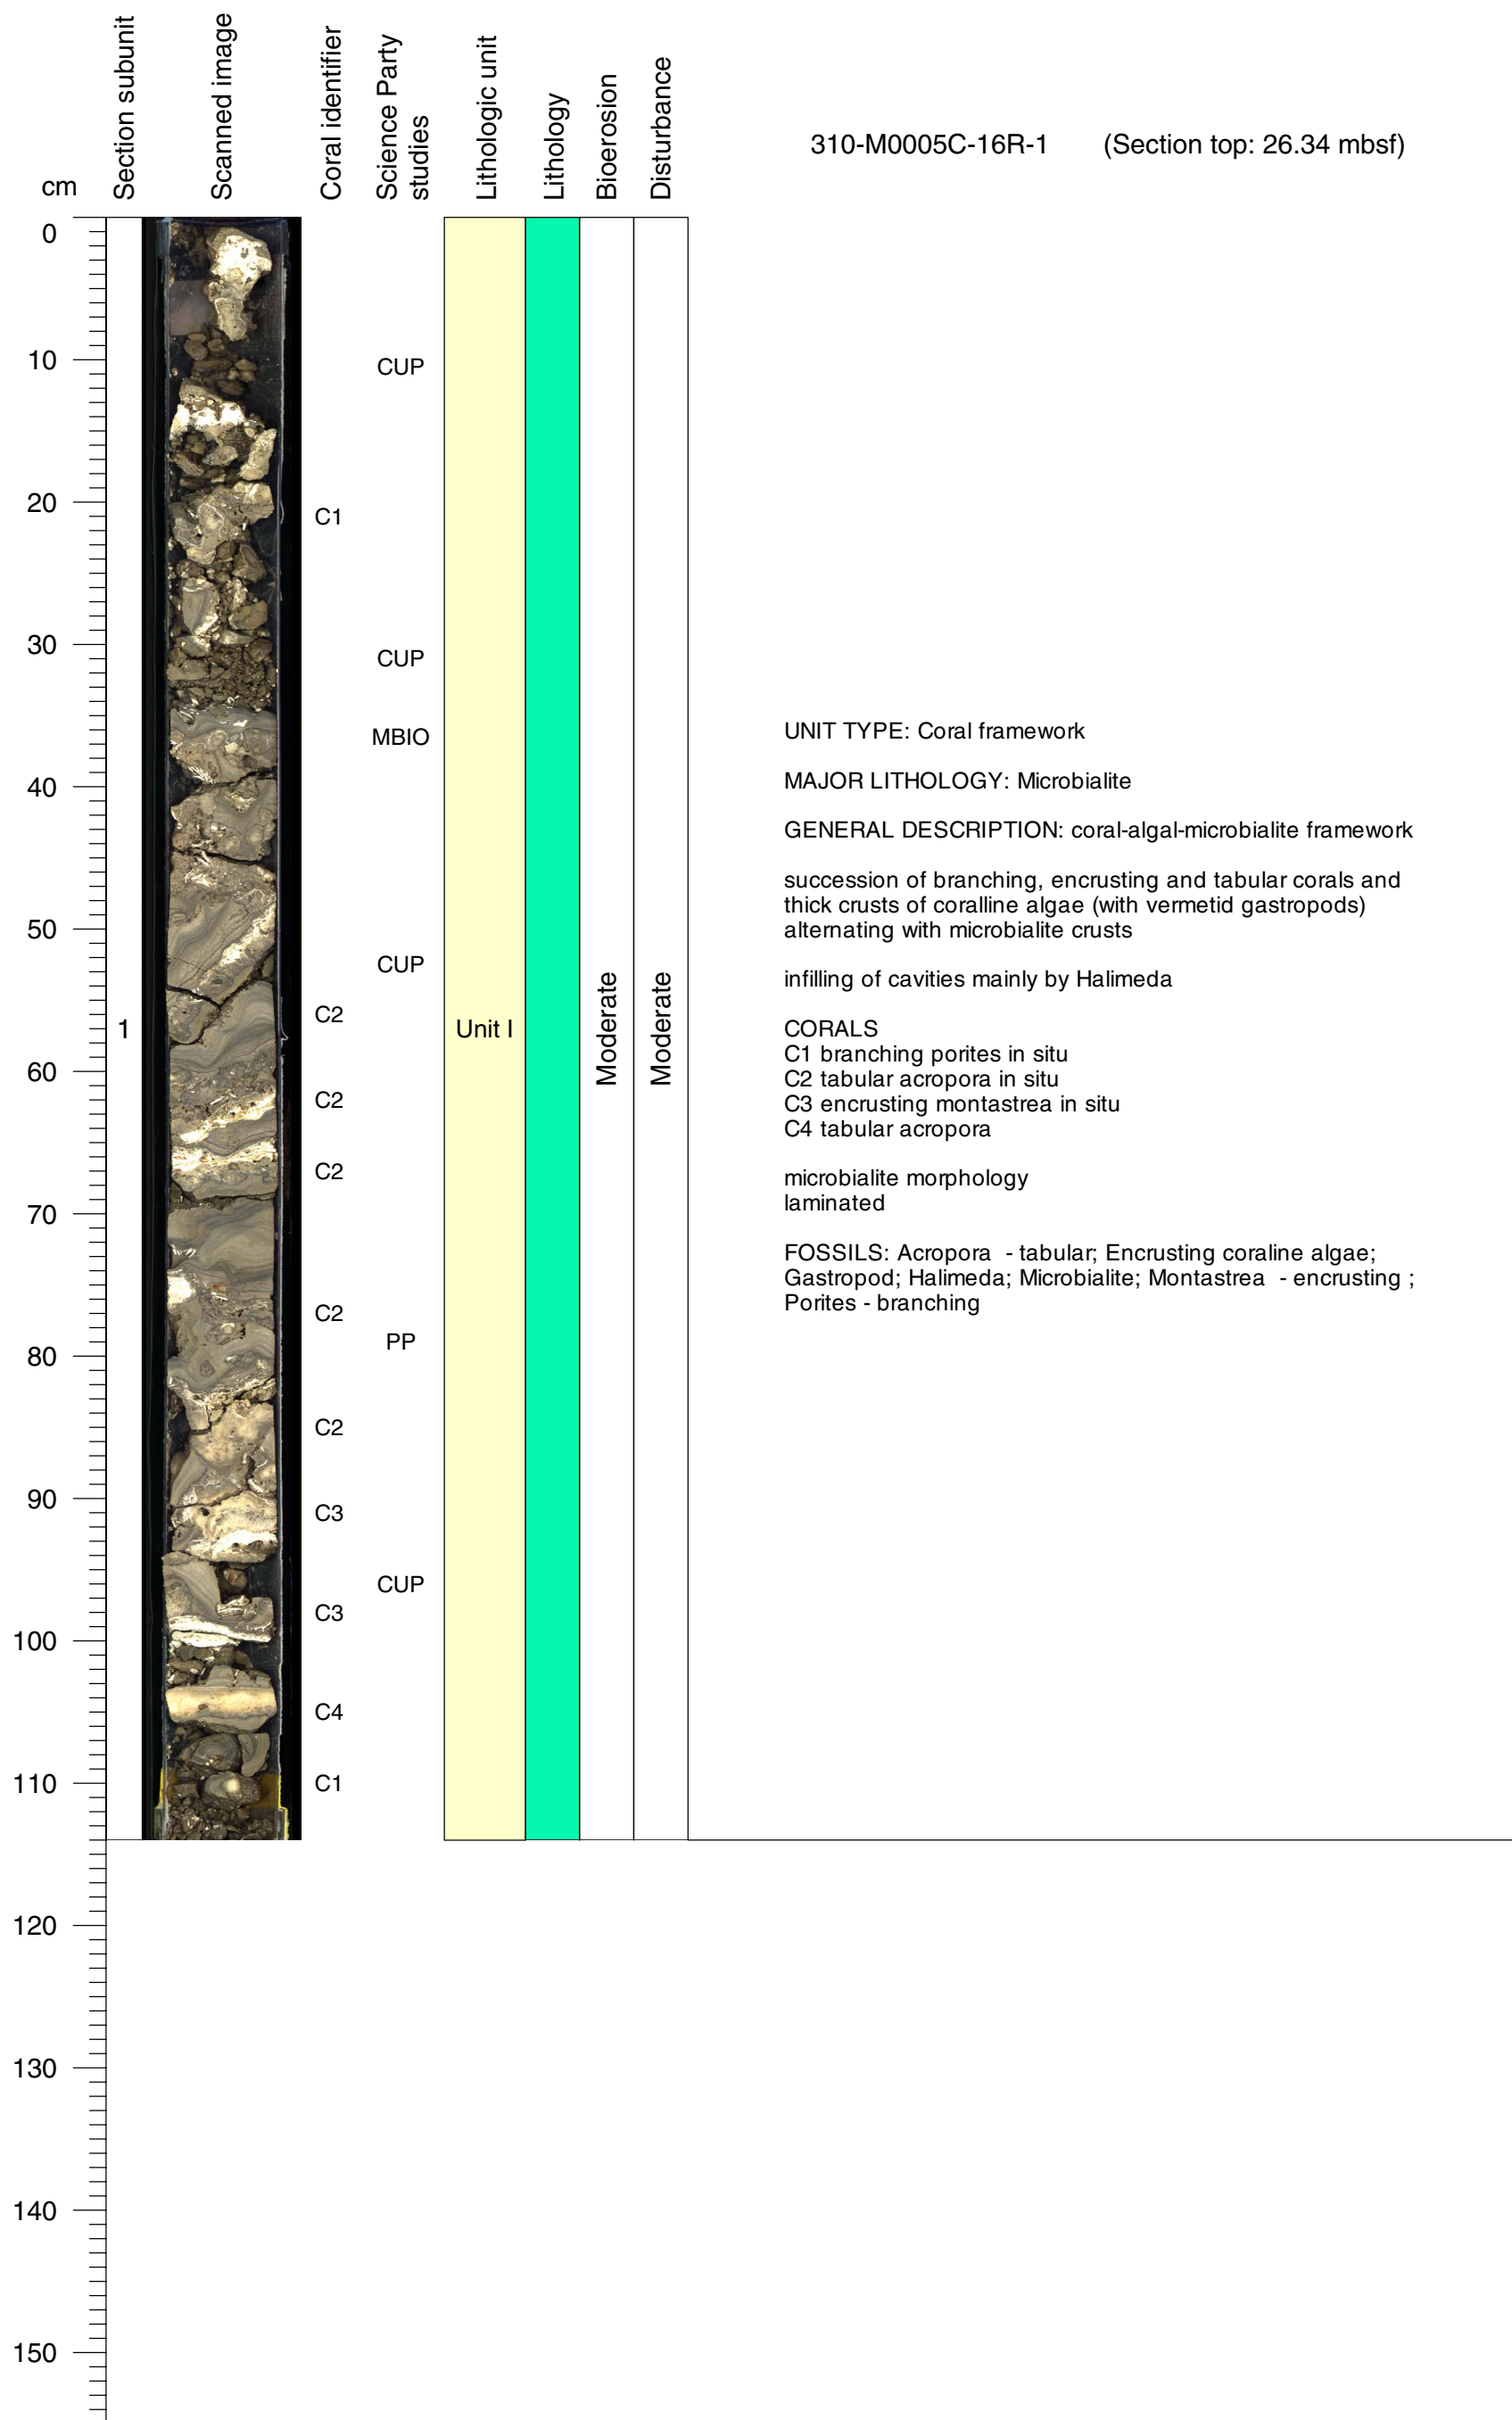 Section subunit
Scanned image
Coral identifier
Science Party
studies
Lithologic unit
Lithology
Bioerosion
Disturbance
310-M0005C-16R-1 (Section top: 26.34 mbsf)
cm
0
10
CUP
20
C1
30
CUP
MBIO
40
50
CUP
C2
1
Unit I
Moderate
Moderate
60
C2
C2
70
C2
PP
80
C2
90
C3
CUP
C3
100
C4
110
C1
120
130
140
150
UNIT TYPE: Coral framework
MAJOR LITHOLOGY: Microbialite
GENERAL DESCRIPTION: coral-algal-microbialite framework
succession of branching, encrusting and tabular corals and
thick crusts of coralline algae (with vermetid gastropods)
alternating with microbialite crusts
infilling of cavities mainly by Halimeda
CORALS
C1 branching porites in situ
C2 tabular acropora in situ
C3 encrusting montastrea in situ
C4 tabular acropora
microbialite morphology
laminated
FOSSILS: Acropora - tabular; Encrusting coraline algae;
Gastropod; Halimeda; Microbialite; Montastrea - encrusting ;
Porites - branching